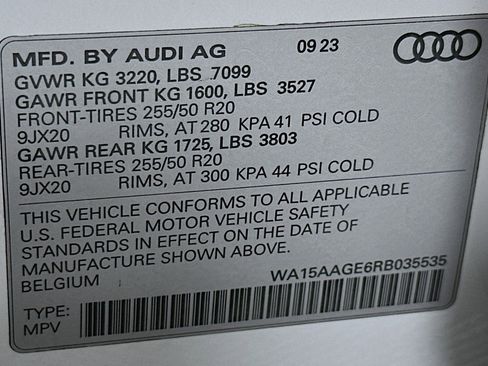 MFD. BY AUDI AG 09 23
GVWR KG 3220, LBS 7099
GAWR FRONT KG 1600, LBS 3527
FRONT-TIRES 255/50 R20
9JX20 RIMS, AT 280 KPA 41 PSI COLD
GAWR REAR KG 1725, LBS 3803
REAR-TIRES 255/50 R20
9JX20 RIMS, AT 300 KPA 44 PSI COLD
THIS VEHICLE CONFORMS TO ALL APPLICABLE
U.S. FEDERAL MOTOR VEHICLE SAFETY
STANDARDS IN EFFECT ON DATE OF
MANUFACTURE SHOWN ABOVE.
BELGIUM WA15AAGE6RB035535
TYPE:
MPV